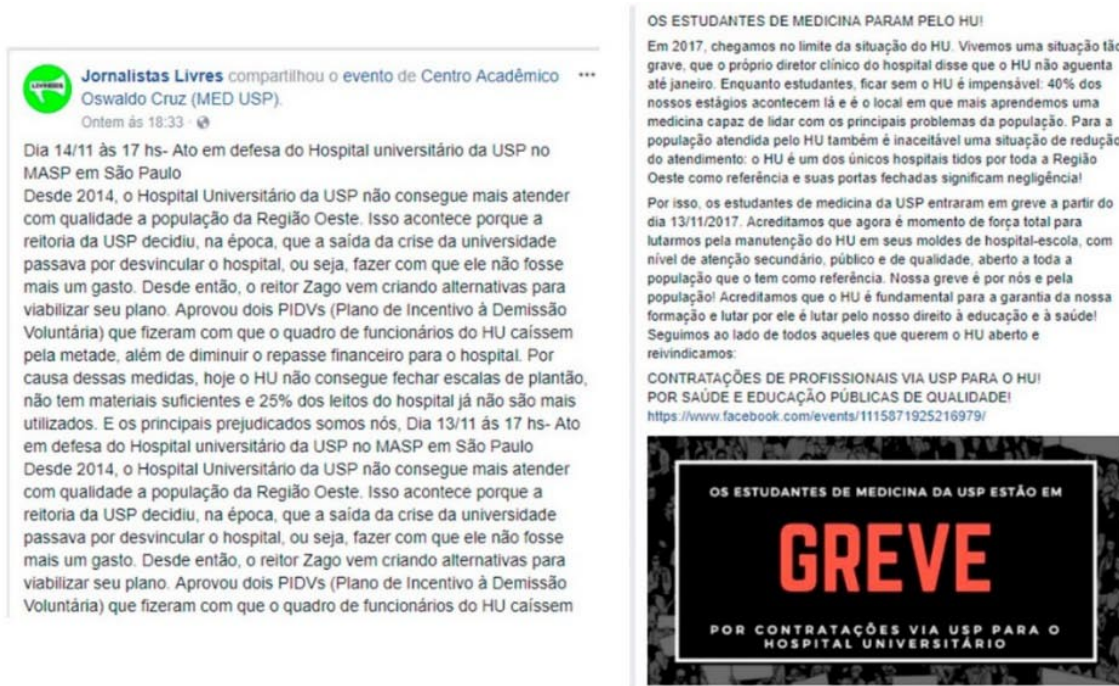 LIVRES
Jornalistas Livres compartilhou o evento de Centro Acadêmico
Oswaldo Cruz (MED USP).
Ontem às 18:33 ·
Dia 14/11 às 17 hs- Ato em defesa do Hospital universitário da USP no
MASP em São Paulo
Desde 2014, o Hospital Universitário da USP não consegue mais atender
com qualidade a população da Região Oeste. Isso acontece porque a
reitoria da USP decidiu, na época, que a saída da crise da universidade
passava por desvincular o hospital, ou seja, fazer com que ele não fosse
mais um gasto. Desde então, o reitor Zago vem criando alternativas para
viabilizar seu plano. Aprovou dois PIDVs (Plano de Incentivo à Demissão
Voluntária) que fizeram com que o quadro de funcionários do HU caíssem
pela metade, além de diminuir o repasse financeiro para o hospital. Por
causa dessas medidas, hoje o HU não consegue fechar escalas de plantão,
não tem materiais suficientes e 25% dos leitos do hospital já não são mais
utilizados. E os principais prejudicados somos nós, Dia 13/11 ás 17 hs- Ato
em defesa do Hospital universitário da USP no MASP em São Paulo
Desde 2014, o Hospital Universitário da USP não consegue mais atender
com qualidade a população da Região Oeste. Isso acontece porque a
reitoria da USP decidiu, na época, que a saída da crise da universidade
passava por desvincular o hospital, ou seja, fazer com que ele não fosse
mais um gasto. Desde então, o reitor Zago vem criando alternativas para
viabilizar seu plano. Aprovou dois PIDVs (Plano de Incentivo à Demissão
Voluntária) que fizeram com que o quadro de funcionários do HU caíssem
OS ESTUDANTES DE MEDICINA PARAM PELO HU!
Em 2017, chegamos no limite da situação do HU. Vivemos uma situação tão
grave, que o próprio diretor clínico do hospital disse que o HU não aguenta
até janeiro. Enquanto estudantes, ficar sem o HU é impensável: 40% dos
nossos estágios acontecem lá e é o local em que mais aprendemos uma
medicina capaz de lidar com os principais problemas da população. Para a
população atendida pelo HU também é inaceitável uma situação de redução
do atendimento: o HU é um dos únicos hospitais tidos por toda a Região
Oeste como referência e suas portas fechadas significam negligência!
Por isso, os estudantes de medicina da USP entraram em greve a partir do
dia 13/11/2017. Acreditamos que agora é momento de força total para
lutarmos pela manutenção do HU em seus moldes de hospital-escola, com
nível de atenção secundário, público e de qualidade, aberto a toda a
população que o tem como referência. Nossa greve é por nós e pela
população! Acreditamos que o HU é fundamental para a garantia da nossa
formação e lutar por ele é lutar pelo nosso direito à educação e à saúde!
Seguimos ao lado de todos aqueles que querem o HU aberto e
reivindicamos:
CONTRATAÇÕES DE PROFISSIONAIS VIA USP PARA O HU!
POR SAÚDE E EDUCAÇÃO PÚBLICAS DE QUALIDADE!
https://www.facebook.com/events/1115871925216979/
OS ESTUDANTES DE MEDICINA DA USP ESTÃO EM
GREVE
POR CONTRATAÇÕES VIA USP PARA O
HOSPITAL UNIVERSITÁRIO